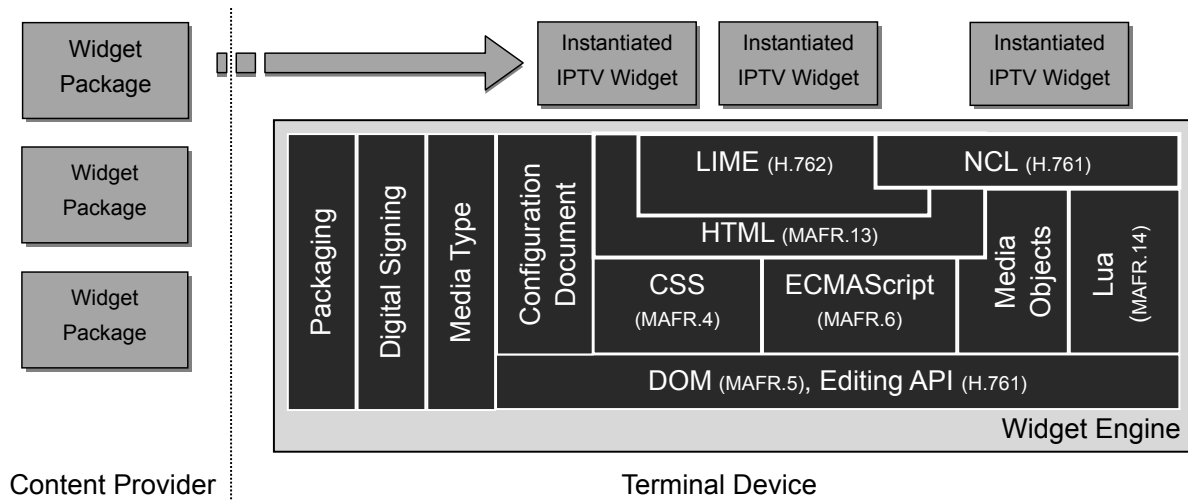 Widget
Package
Instantiated
IPTV Widget
Instantiated
IPTV Widget
Instantiated
IPTV Widget
Widget
Package
Widget
Package
Packaging
Digital Signing
Media Type
Configuration
Document
LIME (H.762)
NCL (H.761)
HTML (MAFR.13)
CSS
(MAFR.4)
ECMAScript
(MAFR.6)
Media
Objects
Lua
(MAFR.14)
DOM (MAFR.5), Editing API (H.761)
Widget Engine
Content Provider
Terminal Device